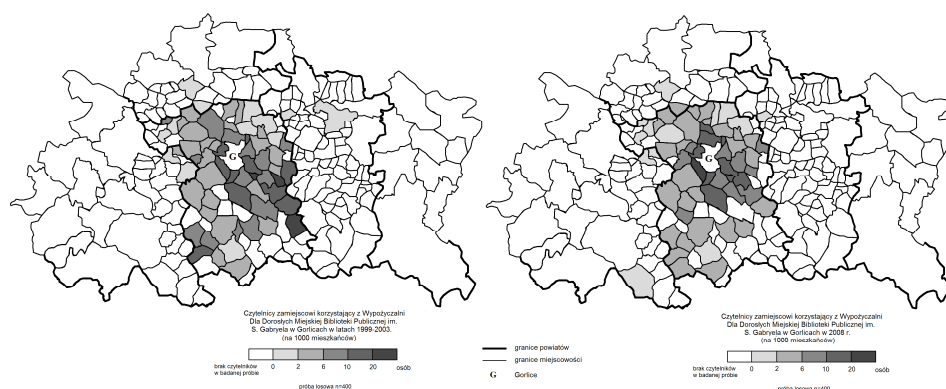 G
G
Czytelnicy zamiejscowi korzystający z Wypożyczalni
Dla Dorosłych Miejskiej Biblioteki Publicznej im.
S. Gabryela w Gorlicach w latach 1999-2003.
(na 1000 mieszkańców)
brak czytelników
w badanej próbie
0 2 6 10 20 osób
próba losowa n=400
granice powiatów
granice miejscowości
G Gorlice
Czytelnicy zamiejscowi korzystający z Wypożyczalni
Dla Dorosłych Miejskiej Biblioteki Publicznej im.
S. Gabryela w Gorlicach w 2008 r.
(na 1000 mieszkańców)
brak czytelników
w badanej próbie
0 2 6 10 20 osób
próba losowa n=400